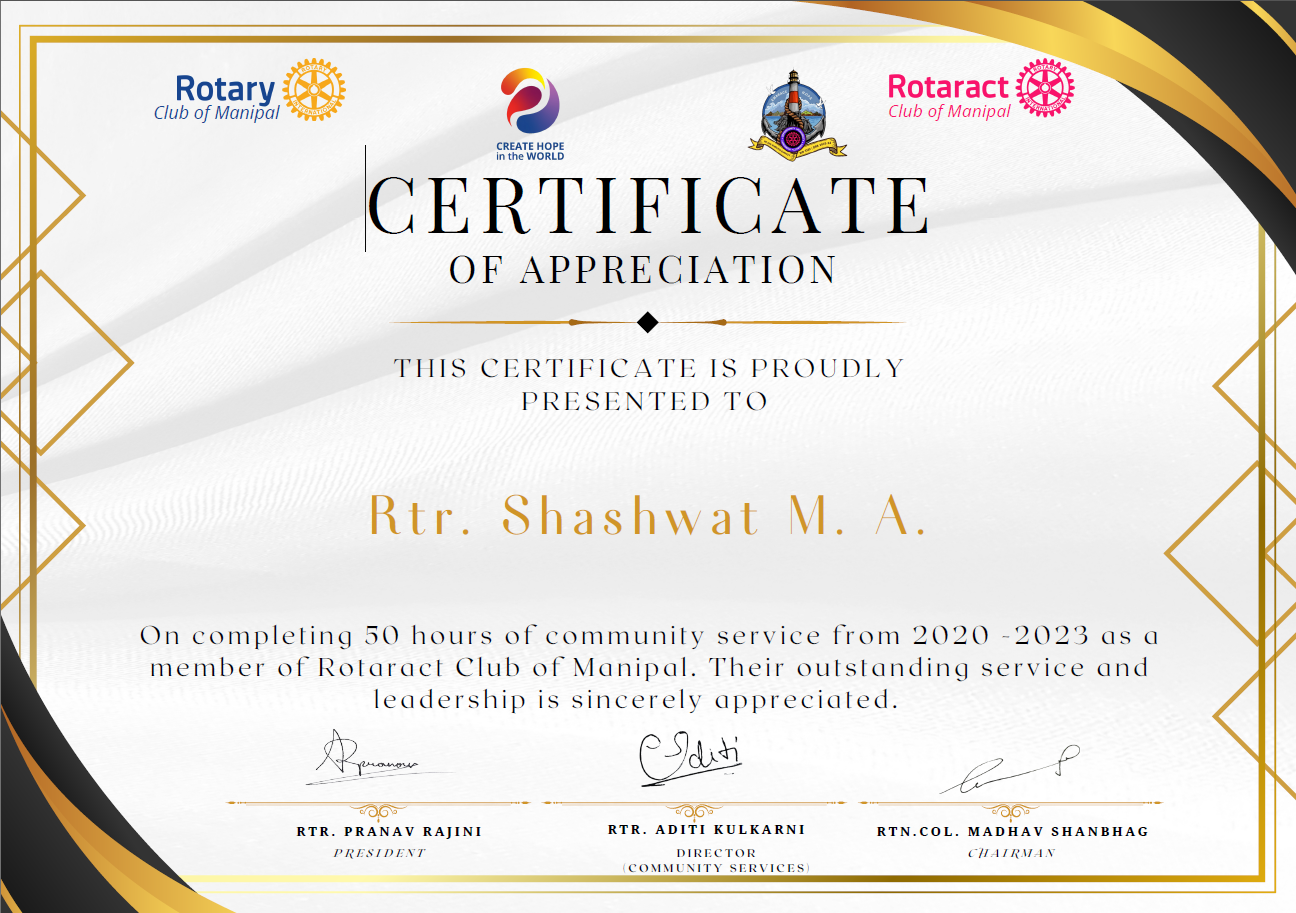 Rotary
Club of Manipal
CREATE HOPE
in the WORLD
Rotaract
Club of Manipal
CERTIFICATE
OF APPRECIATION
THIS CERTIFICATE IS PROUDLY
PRESENTED TO
Rtr. Shashwat M. A.
On completing 50 hours of community service from 2020 -2023 as a
member of Rotaract Club of Manipal. Their outstanding service and
leadership is sincerely appreciated.
RTR. PRANAV RAJINI
PRESIDENT
RTR. ADITI KULKARNI
DIRECTOR
(COMMUNITY SERVICES)
RTN.COL. MADHAV SHANBHAG
CHAIRMAN